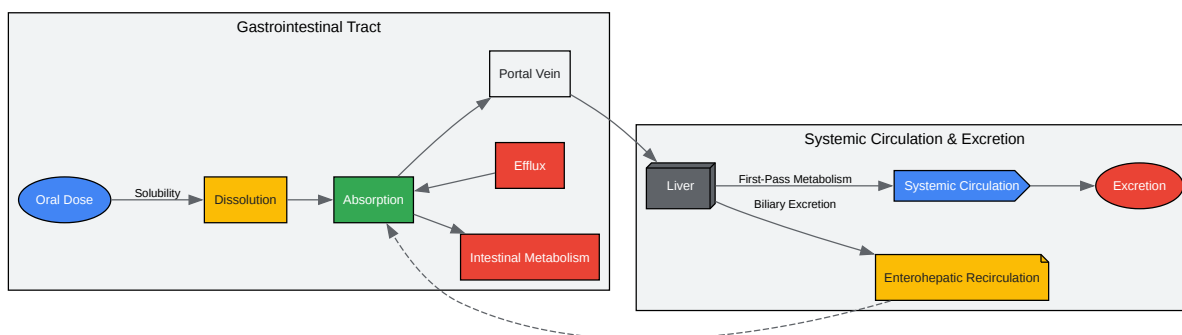 Gastrointestinal Tract
Portal Vein
Efflux
Oral Dose
Solubility
Dissolution
Absorption
Intestinal Metabolism
Systemic Circulation & Excretion
Liver
First-Pass Metabolism
Biliary Excretion
Systemic Circulation
Excretion
Enterohepatic Recirculation